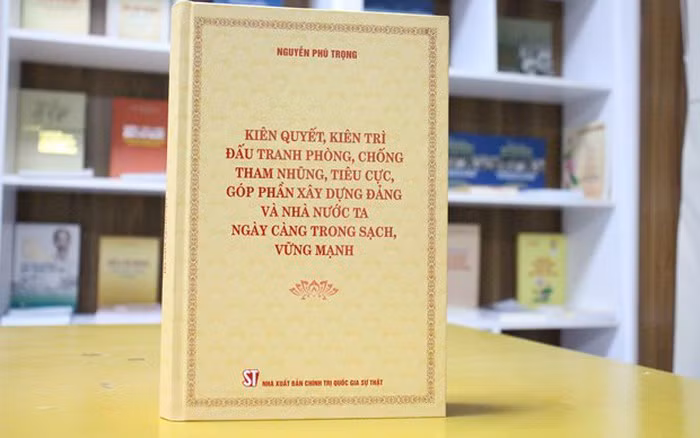 NGUYỄN PHÚ TRỌNG
KIÊN QUYẾT, KIÊN TRÌ
ĐẤU TRANH PHÒNG, CHỐNG
THAM NHŨNG, TIÊU CỰC,
GÓP PHẦN XÂY DỰNG ĐẢNG
VÀ NHÀ NƯỚC TA
NGÀY CÀNG TRONG SẠCH,
VỮNG MẠNH
ST NHÀ XUẤT BẢN CHÍNH TRỊ QUỐC GIA SỰ THẬT